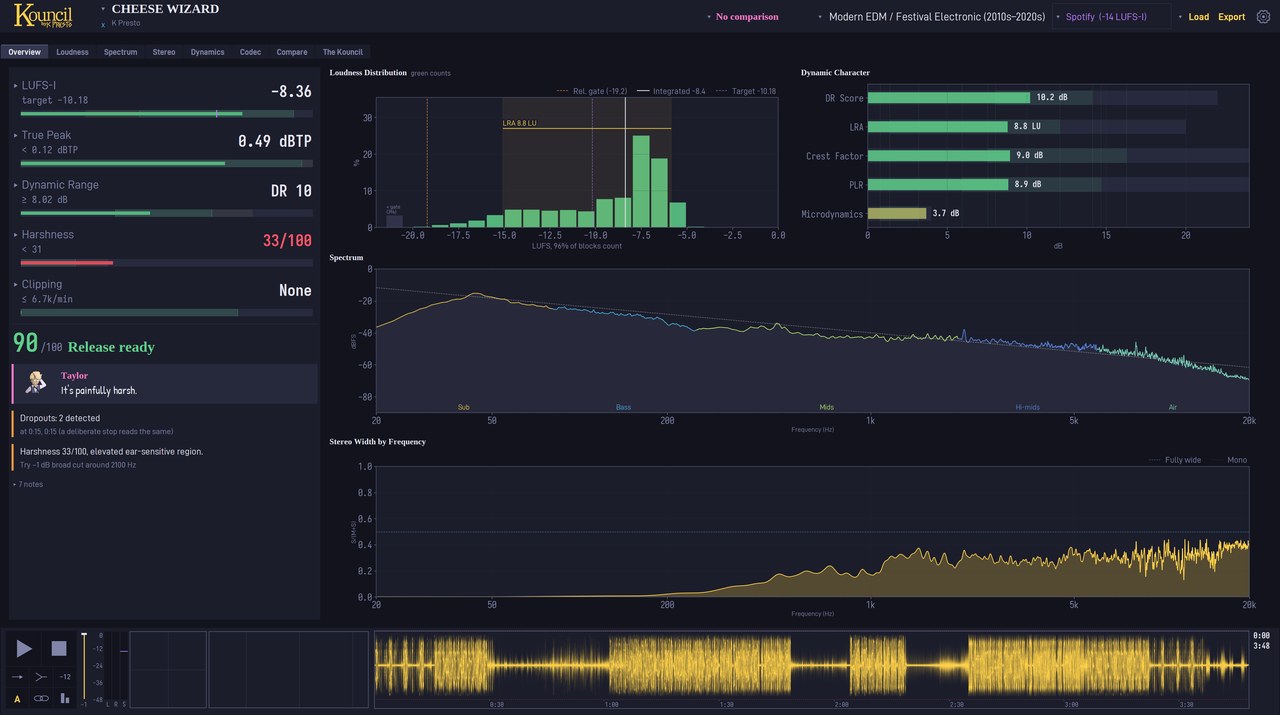 Kouncil
by K PRESTO
CHEESE WIZARD
K Presto
No comparison
Modern EDM / Festival Electronic (2010s–2020s)
Spotify (-14 LUFS-I)
Load
Export
Overview
Loudness
Spectrum
Stereo
Dynamics
Codec
Compare
The Kouncil
LUFS-I
-8.36
target -10.18
True Peak
0.49 dBTP
< 0.12 dBTP
Dynamic Range
DR 10
≥ 8.02 dB
Harshness
33/100
< 31
Clipping
None
≤ 6.7k/min
90/100 Release ready
Taylor
It's painfully harsh.
Dropouts: 2 detected
at 0:15, 0:15 (a deliberate stop reads the same)
Harshness 33/100, elevated ear-sensitive region.
Try -1 dB broad cut around 2100 Hz
7 notes
Loudness Distribution green counts
Rel. gate (-19.2)
Integrated -8.4
Target -10.18
LRA 8.8 LU
%
30
20
10
0
-20.0 -17.5 -15.0 -12.5 -10.0 -7.5 -5.0 -2.5 0.0
LUFS, 96% of blocks count
Dynamic Character
DR Score 10.2 dB
LRA 8.8 LU
Crest Factor 9.0 dB
PLR 8.9 dB
Microdynamics 3.7 dB
0 5 10 15 20
dB
Spectrum
dBFS
0
-20
-40
-60
-80
Sub Bass Mids Hi-mids Air
20 50 200 1k 5k 20k
Frequency (Hz)
Stereo Width by Frequency
Fully wide
Mono
S/(M+S)
1.0
0.8
0.6
0.4
0.2
0.0
20 50 200 1k 5k 20k
Frequency (Hz)
0
-12
-24
-36
-48
-12
A
-1 L R S
0:30 1:00 1:30 2:00 2:30 3:00 3:30
0:00
3:48